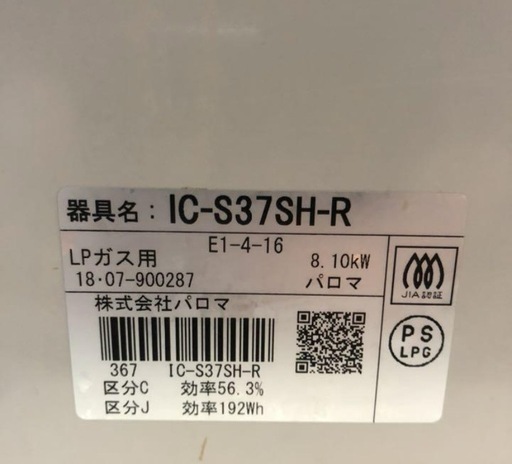 器具名：IC-S37SH-R
E1-4-16
LPガス用 8.10kW
18・07-900287 パロマ
株式会社パロマ
367 IC-S37SH-R
区分C 効率56.3%
区分J 効率192Wh
JIA認証
PS
LPG